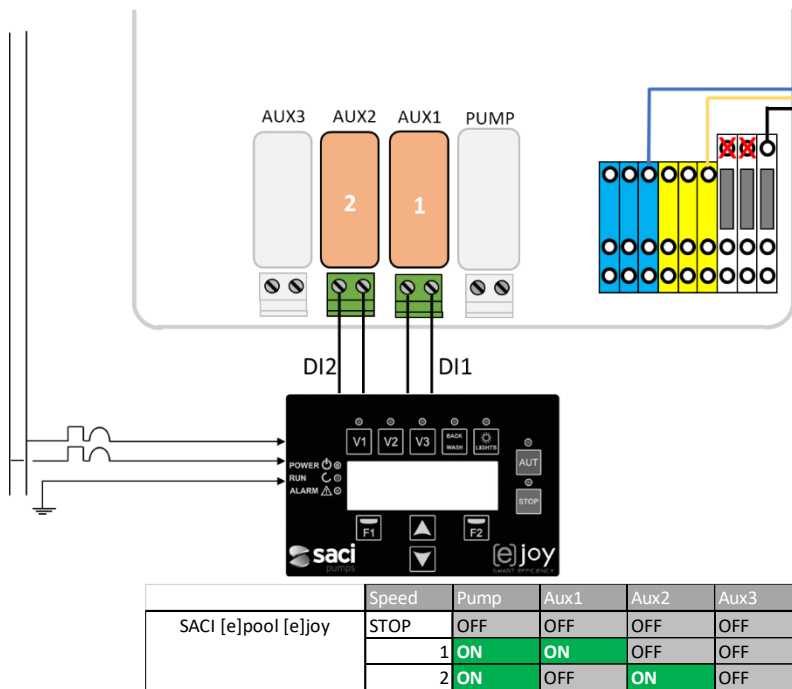 AUX3 AUX2 AUX1 PUMP
2 1
DI2 DI1
V1 V2 V3 BACK WASH LIGHTS
POWER
RUN
ALARM
AUT
STOP
F1 F2
saci
pumps
[e]joy
SMART EFFICIENCY
Speed Pump Aux1 Aux2 Aux3
SACI [e]pool [e]joy STOP OFF OFF OFF OFF
1 ON ON OFF OFF
2 ON OFF ON OFF